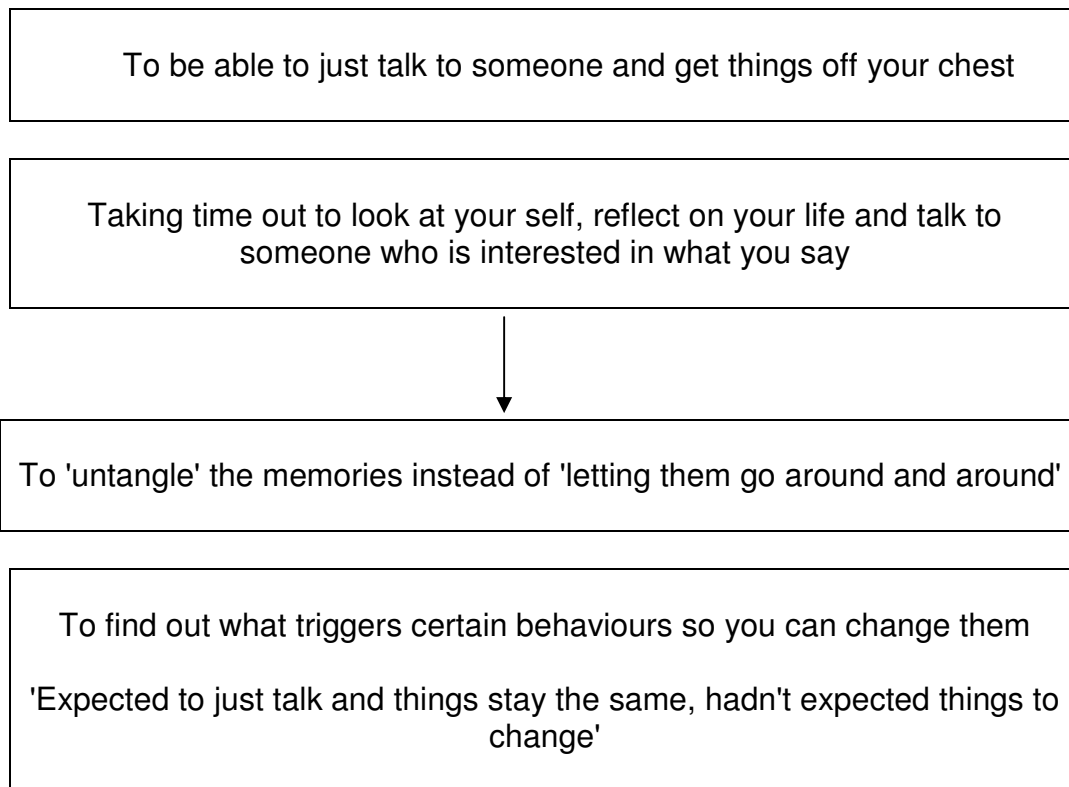 To be able to just talk to someone and get things off your chest
Taking time out to look at your self, reflect on your life and talk to
someone who is interested in what you say
To 'untangle' the memories instead of 'letting them go around and around'
To find out what triggers certain behaviours so you can change them
'Expected to just talk and things stay the same, hadn't expected things to
change'